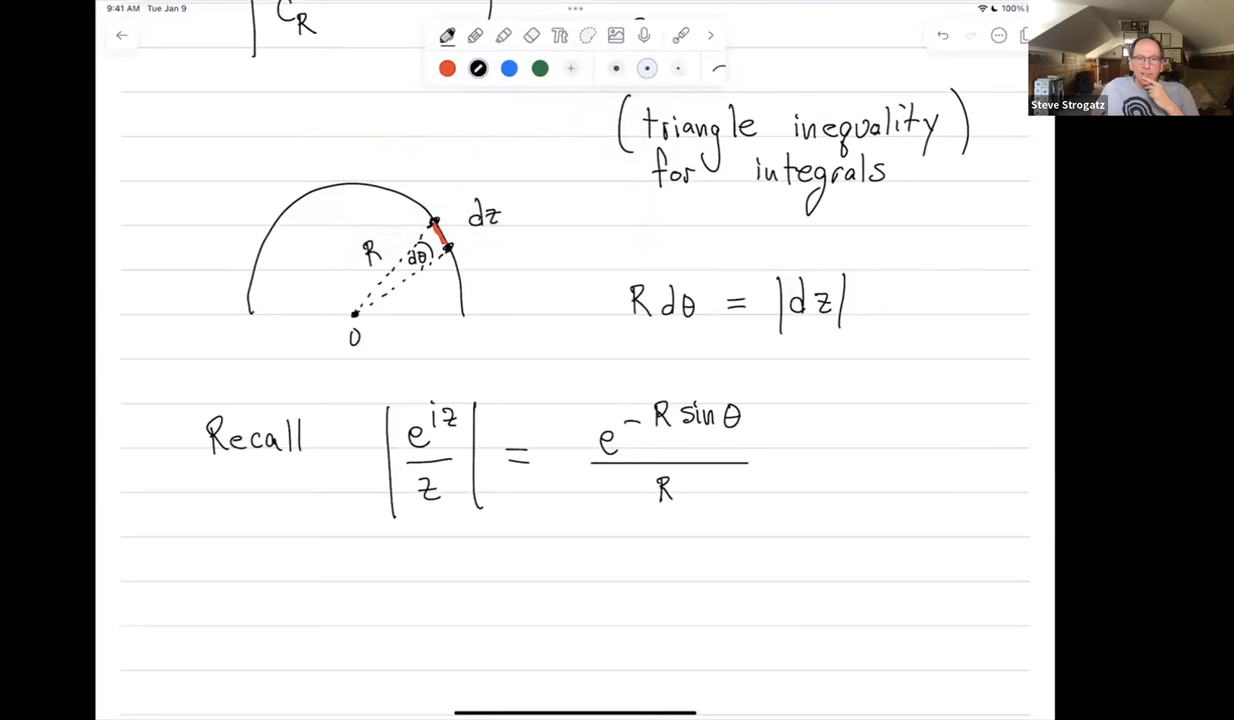 9:41 AM Tue Jan 9
100%
C_R
Tt
Steve Strogatz
(triangle inequality)
for integrals
dz
R
dθ
R dθ = |dz|
0
Recall |e^{iz}/z| = e^{-R sin θ}/R